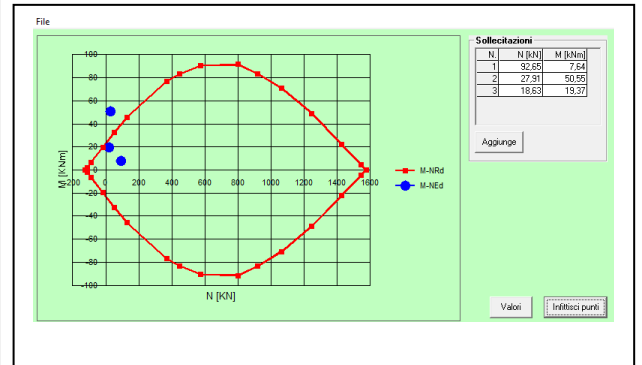 File
Sollecitazioni
N. N [kN] M [kNm]
1 92,65 7,64
2 27,91 50,55
3 18,63 19,37
Aggiunge
100
80
60
40
20
0
-20
-40
-60
-80
-100
-200 0 200 400 600 800 1000 1200 1400 1600
M [KNm]
N [KN]
M-NRd
M-NEd
Valori
Infittisci punti